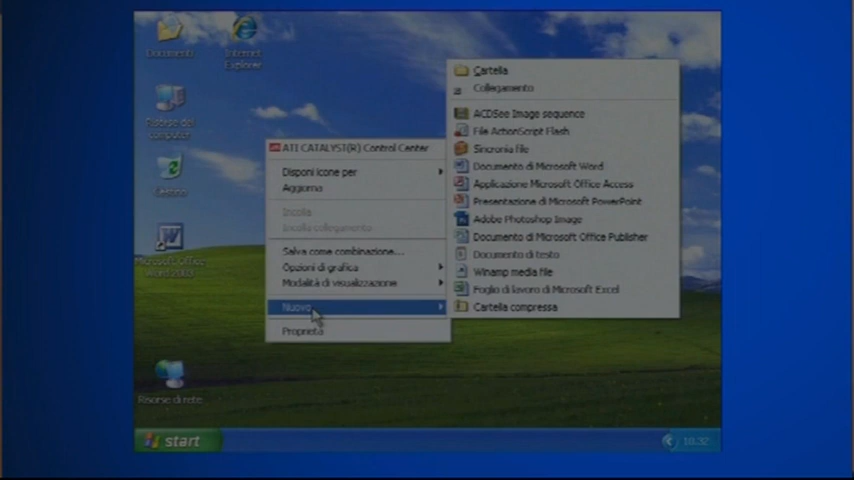 Documenti
Internet
Explorer
Risorse del
computer
Cestino
Microsoft Office
Word 2003
Risorse di rete
ATI CATALYST(R) Control Center
Disponi icone per
Aggiorna
Incolla
Incolla collegamento
Salva come combinazione...
Opzioni di grafica
Modalità di visualizzazione
Nuovo
Proprietà
Cartella
Collegamento
ACDSee Image sequence
File ActionScript Flash
Sincronia file
Documento di Microsoft Word
Applicazione Microsoft Office Access
Presentazione di Microsoft PowerPoint
Adobe Photoshop Image
Documento di Microsoft Office Publisher
Documento di testo
Winamp media file
Foglio di lavoro di Microsoft Excel
Cartella compressa
start
18.32